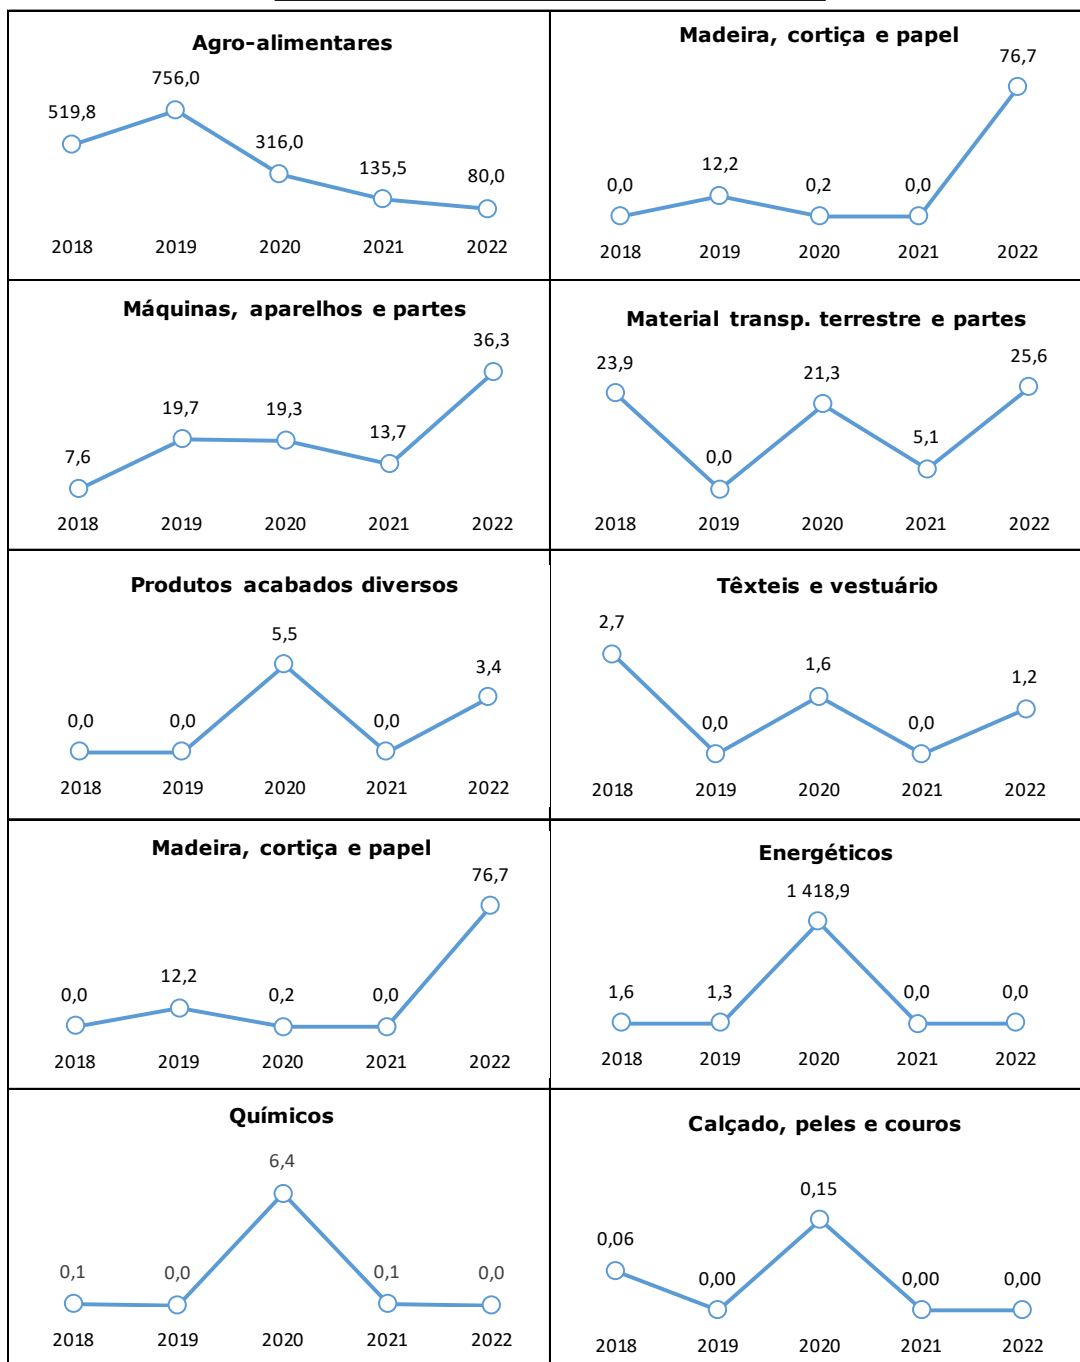 Agro-alimentares
519,8 756,0 316,0 135,5 80,0
2018 2019 2020 2021 2022
Madeira, cortiça e papel
0,0 12,2 0,2 0,0 76,7
2018 2019 2020 2021 2022
Máquinas, aparelhos e partes
7,6 19,7 19,3 13,7 36,3
2018 2019 2020 2021 2022
Material transp. terrestre e partes
23,9 0,0 21,3 5,1 25,6
2018 2019 2020 2021 2022
Produtos acabados diversos
0,0 0,0 5,5 0,0 3,4
2018 2019 2020 2021 2022
Têxteis e vestuário
2,7 0,0 1,6 0,0 1,2
2018 2019 2020 2021 2022
Madeira, cortiça e papel
0,0 12,2 0,2 0,0 76,7
2018 2019 2020 2021 2022
Energéticos
1,6 1,3 1 418,9 0,0 0,0
2018 2019 2020 2021 2022
Químicos
0,1 0,0 6,4 0,1 0,0
2018 2019 2020 2021 2022
Calçado, peles e couros
0,06 0,00 0,15 0,00 0,00
2018 2019 2020 2021 2022